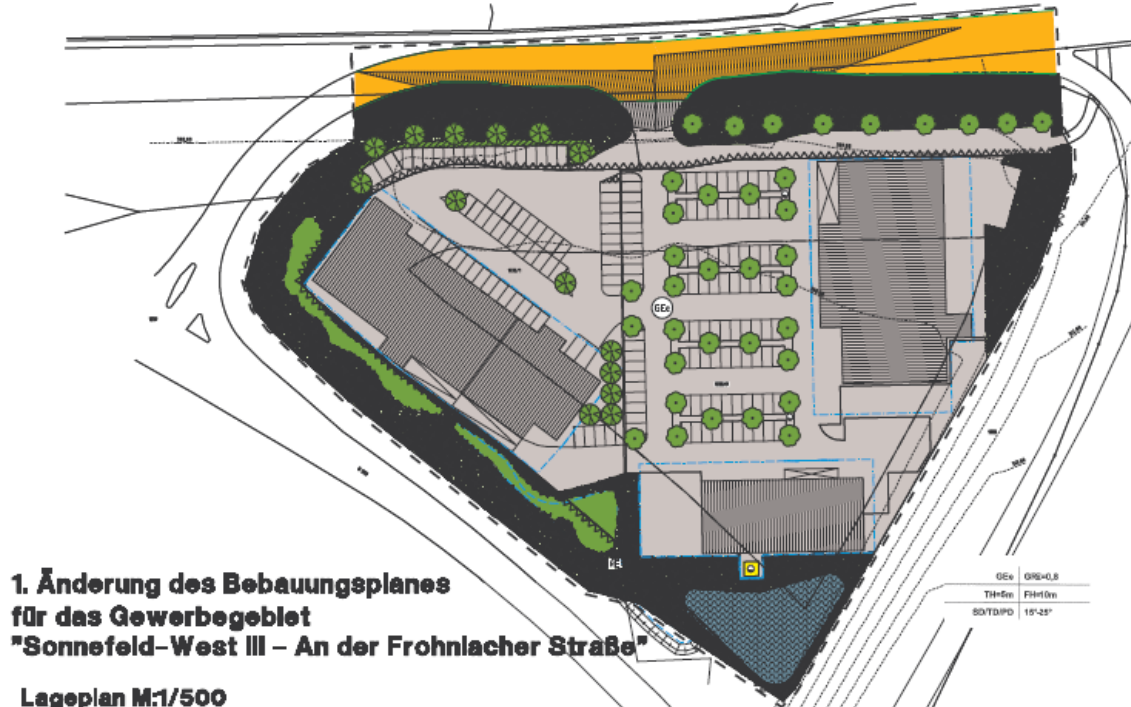 GEe
1. Änderung des Bebauungsplanes
für das Gewerbegebiet
"Sonnefeld-West III - An der Frohnlacher Straße"
Lageplan M:1/500
GEe GRZ=0,8
TH=5m FH=10m
SD/TD/PD 15°-25°